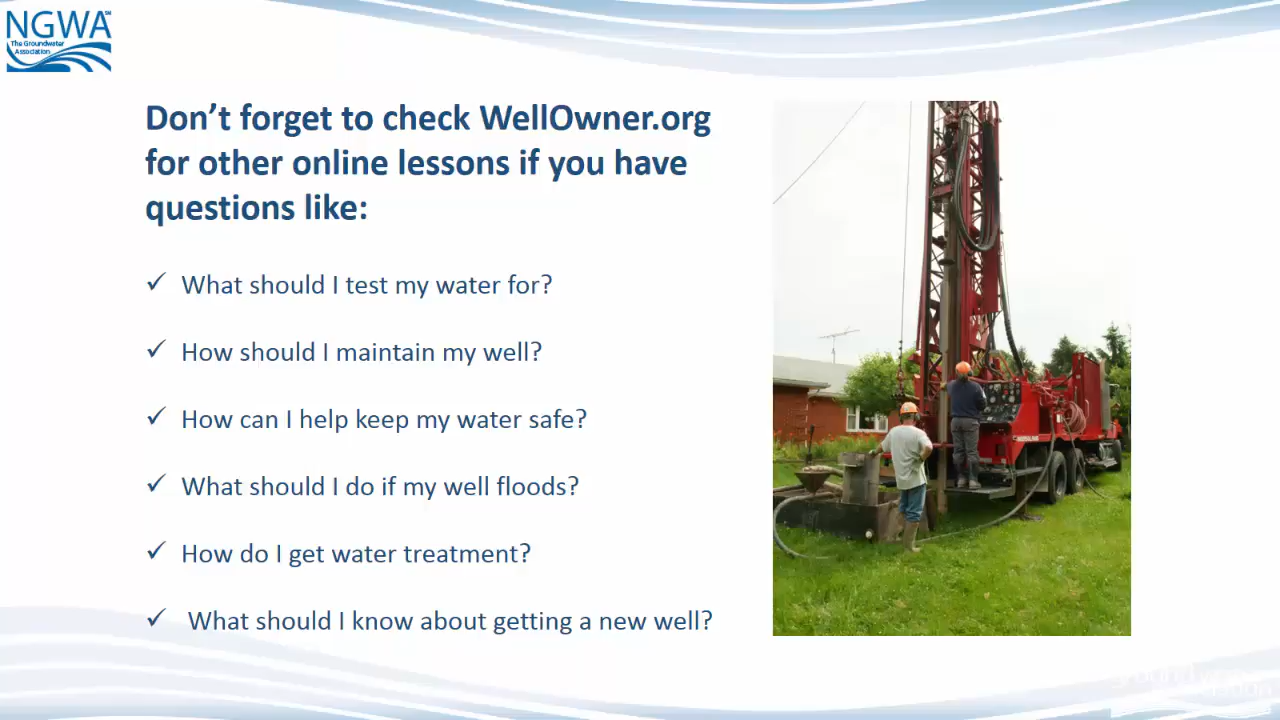 NGWA
The Groundwater
Association
Don't forget to check WellOwner.org
for other online lessons if you have
questions like:
✓ What should I test my water for?
✓ How should I maintain my well?
✓ How can I help keep my water safe?
✓ What should I do if my well floods?
✓ How do I get water treatment?
✓ What should I know about getting a new well?